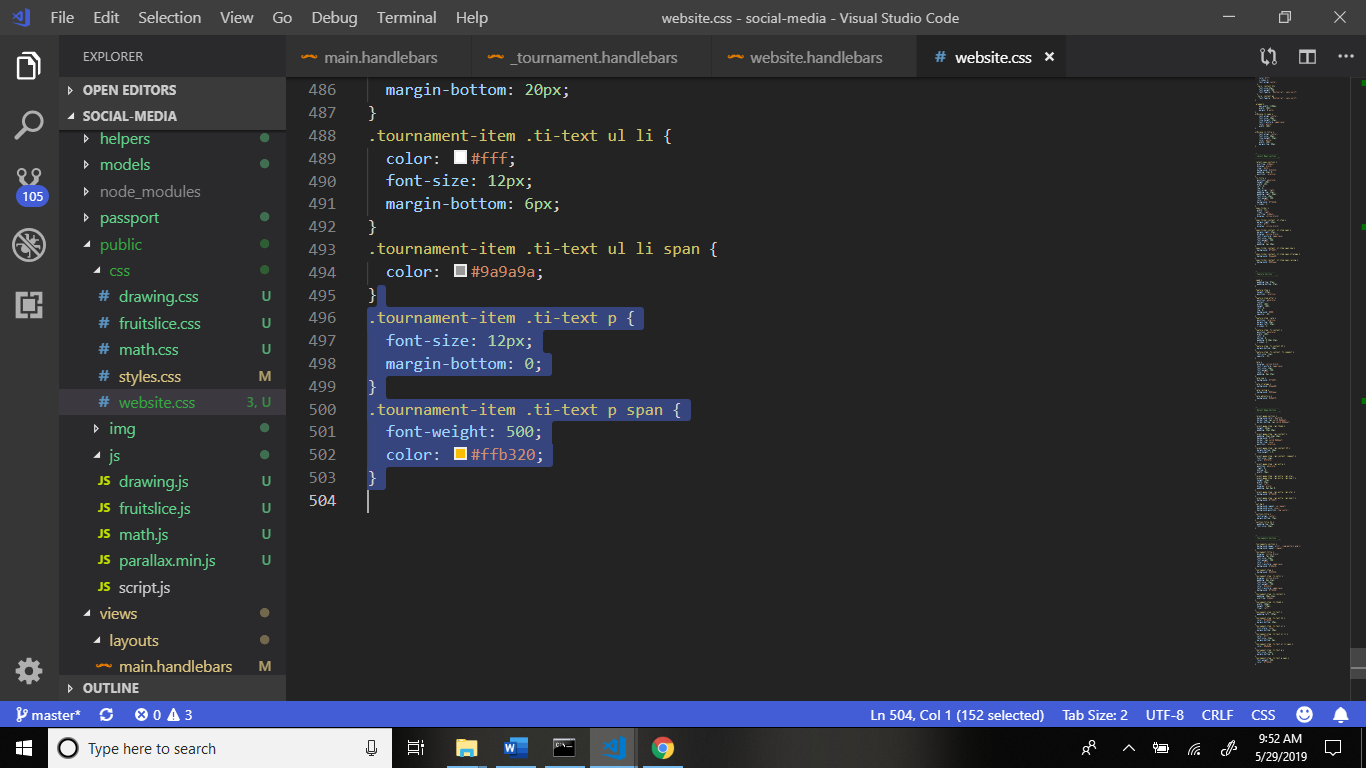 File Edit Selection View Go Debug Terminal Help website.css - social-media - Visual Studio Code
EXPLORER
OPEN EDITORS
SOCIAL-MEDIA
helpers
models
node_modules
passport
public
css
# drawing.css U
# fruitslice.css U
# math.css U
# styles.css M
# website.css 3, U
img
js
JS drawing.js U
JS fruitslice.js U
JS math.js U
JS parallax.min.js U
JS script.js
views
layouts
main.handlebars M
OUTLINE
105
main.handlebars _tournament.handlebars website.handlebars # website.css
486 margin-bottom: 20px;
487 }
488 .tournament-item .ti-text ul li {
489 color: #fff;
490 font-size: 12px;
491 margin-bottom: 6px;
492 }
493 .tournament-item .ti-text ul li span {
494 color: #9a9a9a;
495 }
496 .tournament-item .ti-text p {
497 font-size: 12px;
498 margin-bottom: 0;
499 }
500 .tournament-item .ti-text p span {
501 font-weight: 500;
502 color: #ffb320;
503 }
504
master* 0 3 Ln 504, Col 1 (152 selected) Tab Size: 2 UTF-8 CRLF CSS
Type here to search
9:52 AM
5/29/2019